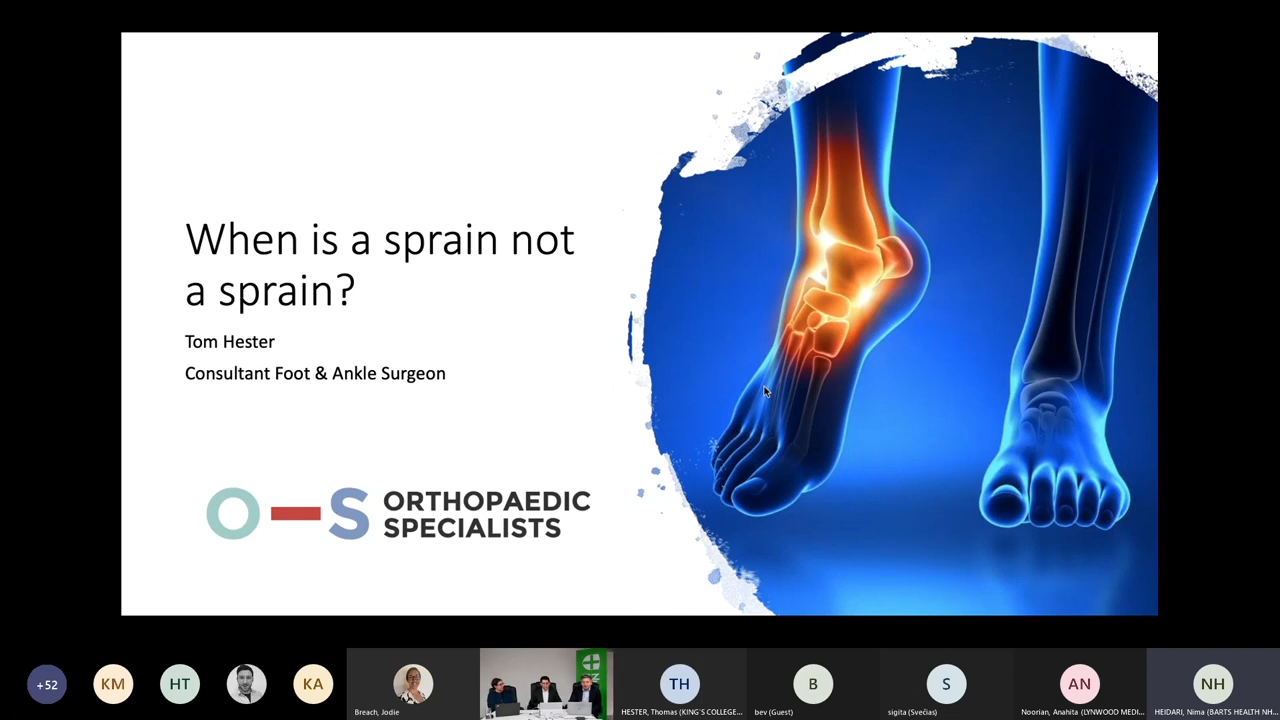 When is a sprain not
a sprain?
Tom Hester
Consultant Foot & Ankle Surgeon
O-S ORTHOPAEDIC
SPECIALISTS
+52
KM
HT
KA
TH
B
S
AN
NH
Breach, Jodie
HESTER, Thomas (KING'S COLLEGE...
bev (Guest)
sigita (Svečias)
Noorian, Anahita (LYNWOOD MEDI...
HEIDARI, Nima (BARTS HEALTH NH...